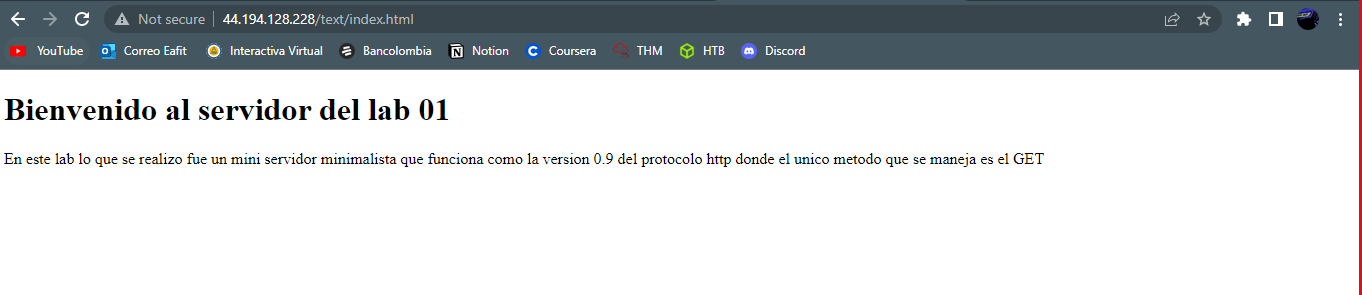 Not secure | 44.194.128.228/text/index.html
YouTube Correo Eafit Interactiva Virtual Bancolombia Notion Coursera THM HTB Discord
Bienvenido al servidor del lab 01
En este lab lo que se realizo fue un mini servidor minimalista que funciona como la version 0.9 del protocolo http donde el unico metodo que se maneja es el GET